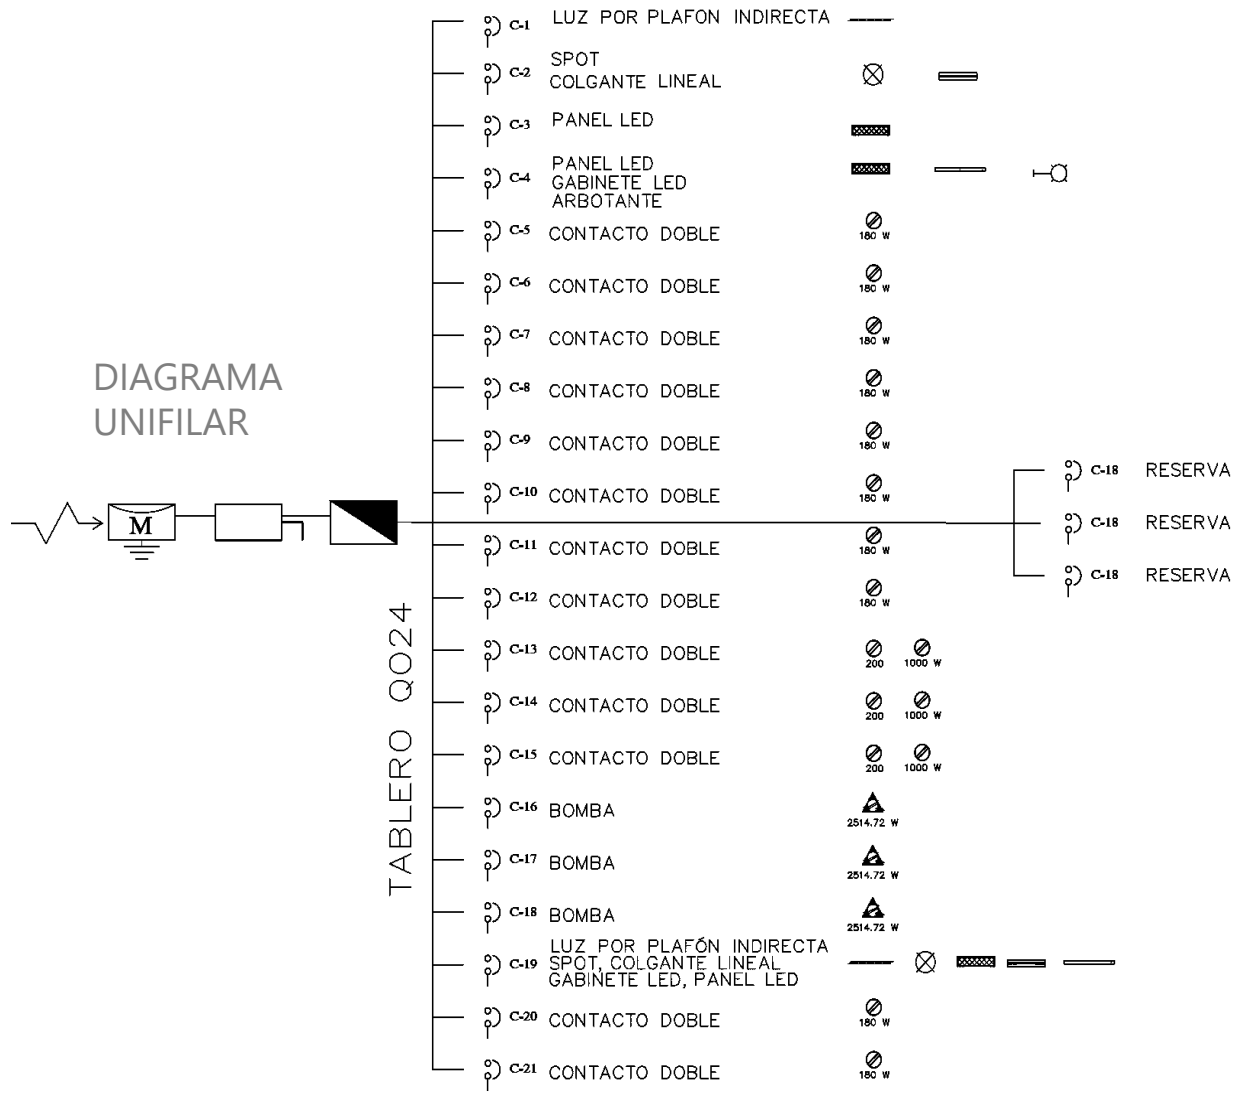 C-1 LUZ POR PLAFON INDIRECTA
C-2 SPOT
COLGANTE LINEAL
C-3 PANEL LED
C-4 PANEL LED
GABINETE LED
ARBOTANTE
C-5 CONTACTO DOBLE 180 W
C-6 CONTACTO DOBLE 180 W
C-7 CONTACTO DOBLE 180 W
C-8 CONTACTO DOBLE 180 W
C-9 CONTACTO DOBLE 180 W
C-10 CONTACTO DOBLE 180 W
C-11 CONTACTO DOBLE 180 W
C-12 CONTACTO DOBLE 180 W
C-13 CONTACTO DOBLE 200 1000 W
C-14 CONTACTO DOBLE 200 1000 W
C-15 CONTACTO DOBLE 200 1000 W
C-16 BOMBA 2514.72 W
C-17 BOMBA 2514.72 W
C-18 BOMBA 2514.72 W
C-19 LUZ POR PLAFÓN INDIRECTA
SPOT, COLGANTE LINEAL
GABINETE LED, PANEL LED
C-20 CONTACTO DOBLE 180 W
C-21 CONTACTO DOBLE 180 W
DIAGRAMA
UNIFILAR
M
TABLERO QO24
C-18 RESERVA
C-18 RESERVA
C-18 RESERVA